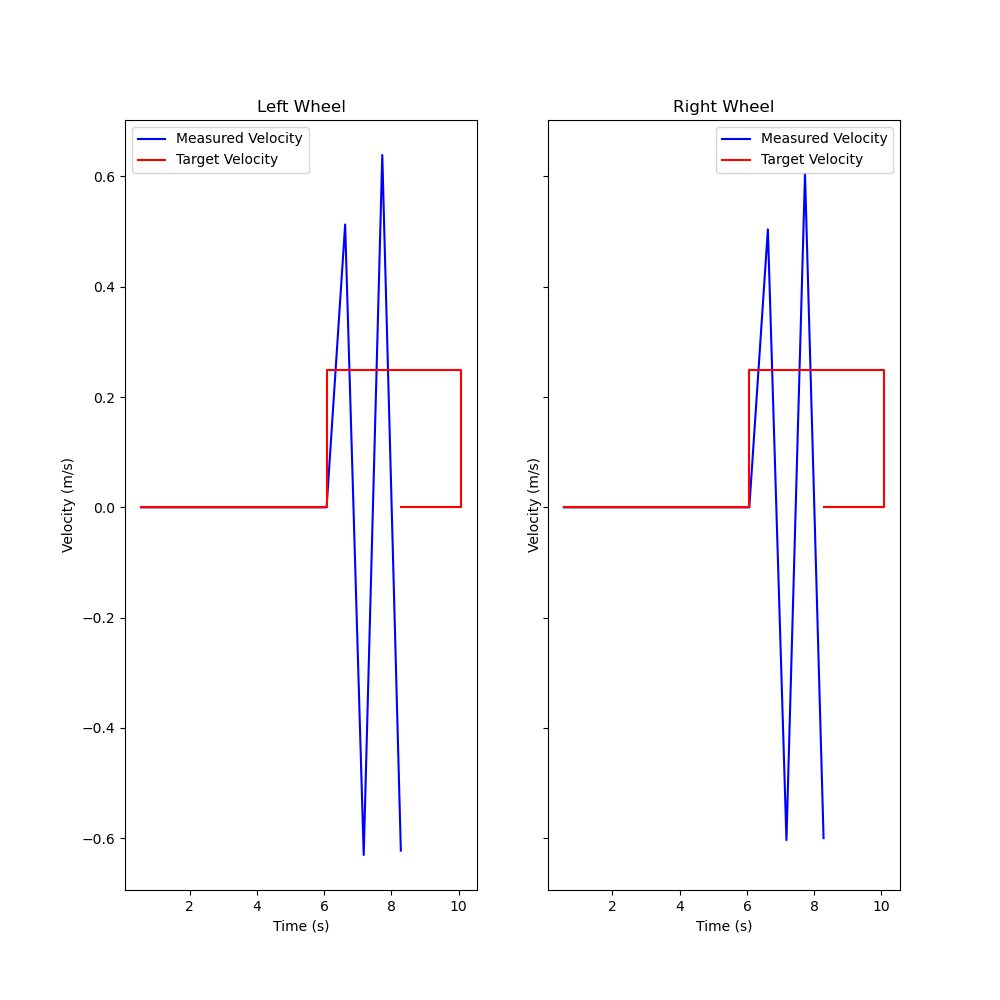 Left Wheel
Measured Velocity
Target Velocity
0.6
0.4
0.2
0.0
−0.2
−0.4
−0.6
Velocity (m/s)
2 4 6 8 10
Time (s)
Right Wheel
Measured Velocity
Target Velocity
Velocity (m/s)
2 4 6 8 10
Time (s)